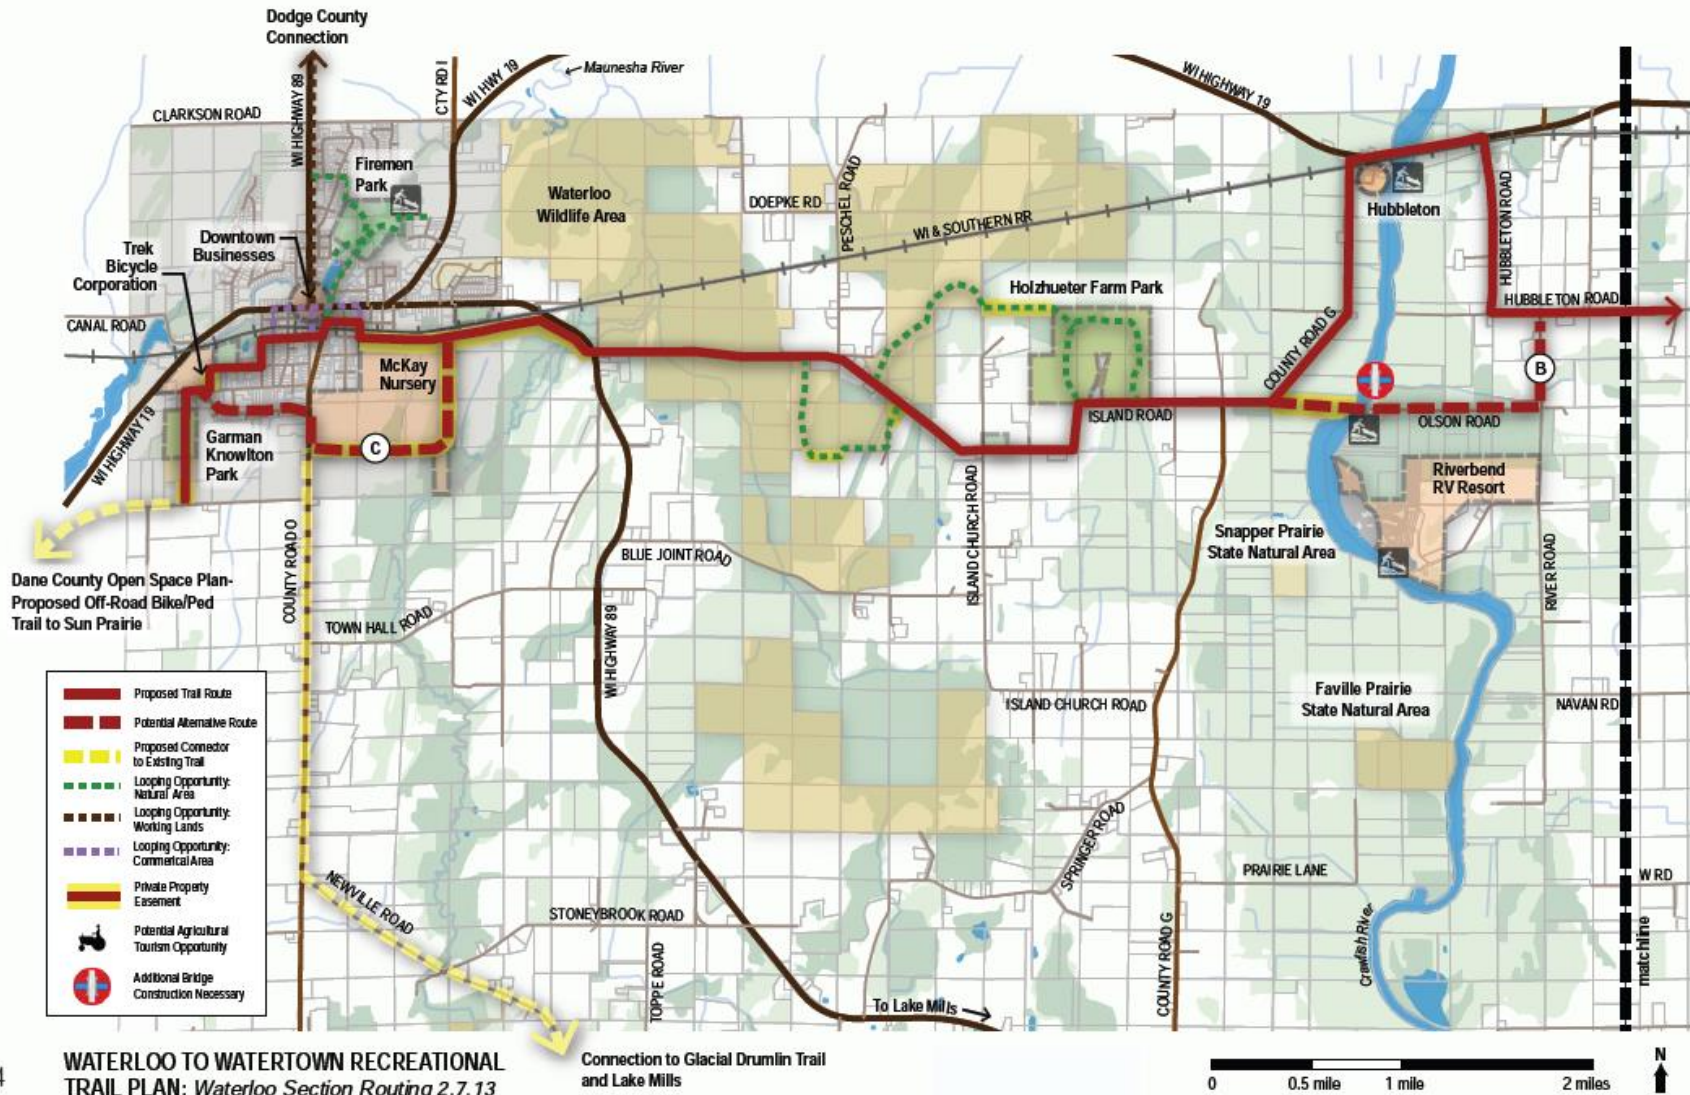 Dodge County
Connection
WI HIGHWAY 89
CTY RD I
WI HWY 19
Maunesha River
WI HIGHWAY 19
CLARKSON ROAD
Firemen
Park
Waterloo
Wildlife Area
DOEPKE RD
PESCHEL ROAD
WI & SOUTHERN RR
Hubbleton
HUBBLETON ROAD
Downtown
Businesses
Trek
Bicycle
Corporation
Holzhueter Farm Park
HUBBLETON ROAD
CANAL ROAD
COUNTY ROAD G
McKay
Nursery
B
ISLAND ROAD
OLSON ROAD
WI HIGHWAY 19
Garman
Knowlton
Park
C
Riverbend
RV Resort
COUNTY ROAD O
ISLAND CHURCH ROAD
Snapper Prairie
State Natural Area
BLUE JOINT ROAD
RIVER ROAD
Dane County Open Space Plan-
Proposed Off-Road Bike/Ped
Trail to Sun Prairie
TOWN HALL ROAD
WI HIGHWAY 89
Faville Prairie
State Natural Area
ISLAND CHURCH ROAD
NAVAN RD
Proposed Trail Route
Potential Alternative Route
Proposed Connector
to Existing Trail
Looping Opportunity:
Natural Area
Looping Opportunity:
Working Lands
Looping Opportunity:
Commerical Area
Private Property
Easement
Potential Agricultural
Tourism Opportunity
Additional Bridge
Construction Necessary
SPRINGER ROAD
PRAIRIE LANE
W RD
NEWVILLE ROAD
STONEYBROOK ROAD
TOPPE ROAD
COUNTY ROAD G
Crawfish River
matchline
To Lake Mills
4
WATERLOO TO WATERTOWN RECREATIONAL
TRAIL PLAN: Waterloo Section Routing 2.7.13
Connection to Glacial Drumlin Trail
and Lake Mills
0 0.5 mile 1 mile 2 miles
N